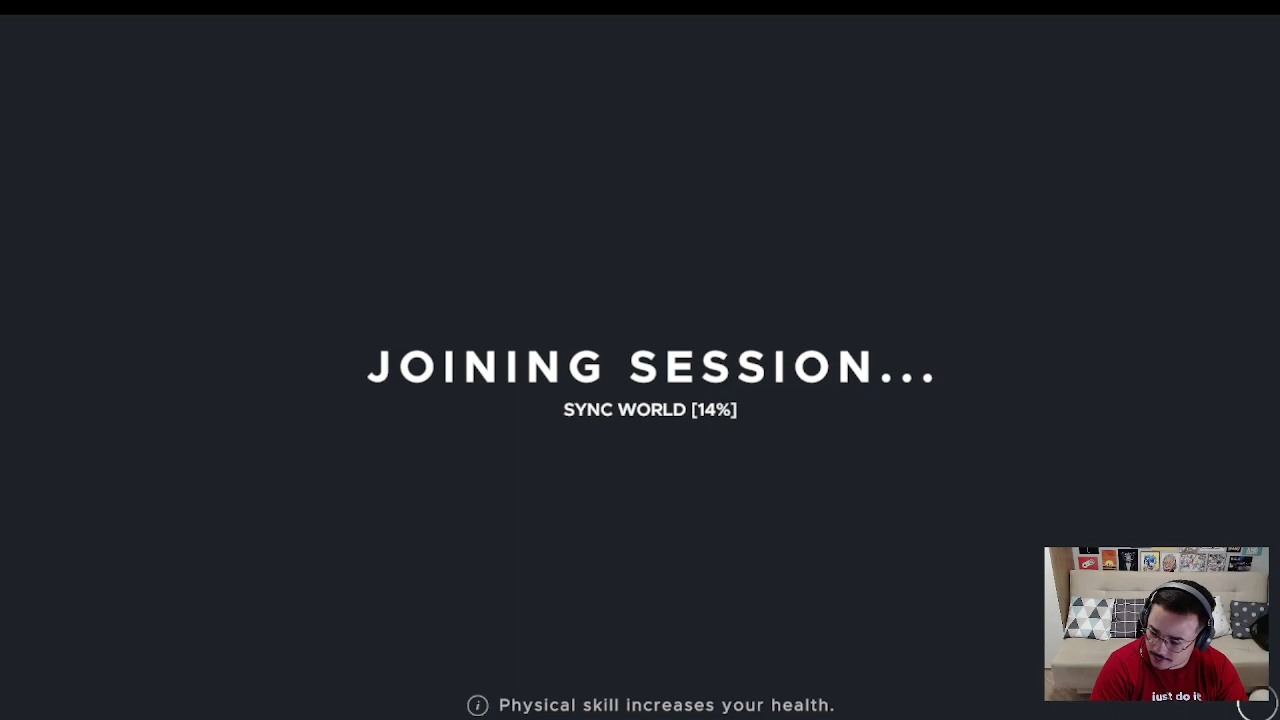 JOINING SESSION...
SYNC WORLD [14%]
just do it
Physical skill increases your health.